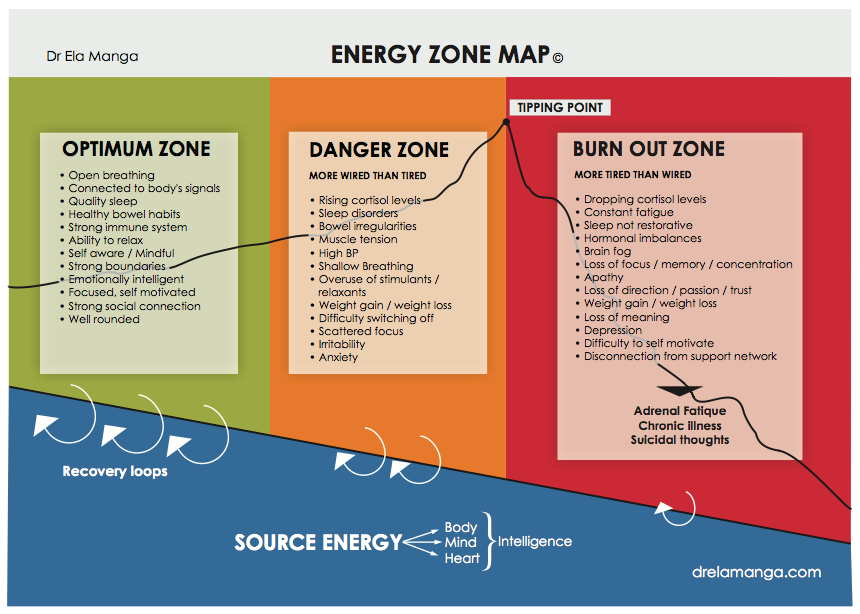 Dr Ela Manga
ENERGY ZONE MAP©
TIPPING POINT
OPTIMUM ZONE
• Open breathing
• Connected to body's signals
• Quality sleep
• Healthy bowel habits
• Strong immune system
• Ability to relax
• Self aware / Mindful
• Strong boundaries
• Emotionally intelligent
• Focused, self motivated
• Strong social connection
• Well rounded
DANGER ZONE
MORE WIRED THAN TIRED
• Rising cortisol levels
• Sleep disorders
• Bowel irregularities
• Muscle tension
• High BP
• Shallow Breathing
• Overuse of stimulants /
relaxants
• Weight gain / weight loss
• Difficulty switching off
• Scattered focus
• Irritability
• Anxiety
BURN OUT ZONE
MORE TIRED THAN WIRED
• Dropping cortisol levels
• Constant fatigue
• Sleep not restorative
• Hormonal imbalances
• Brain fog
• Loss of focus / memory / concentration
• Apathy
• Loss of direction / passion / trust
• Weight gain / weight loss
• Loss of meaning
• Depression
• Difficulty to self motivate
• Disconnection from support network
Adrenal Fatique
Chronic illness
Suicidal thoughts
Recovery loops
SOURCE ENERGY
Body
Mind
Heart
Intelligence
drelamanga.com